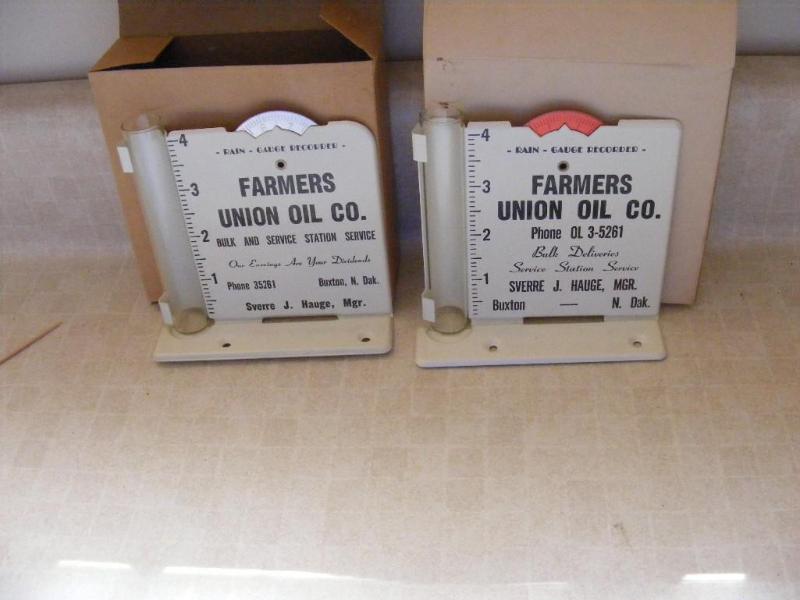 - RAIN - GAUGE RECORDER -
FARMERS
UNION OIL CO.
BULK AND SERVICE STATION SERVICE
Our Earnings Are Your Dividends
Phone 35261 Buxton, N. Dak.
Sverre J. Hauge, Mgr.
4
3
2
1
- RAIN - GAUGE RECORDER -
FARMERS
UNION OIL CO.
Phone OL 3-5261
Bulk Deliveries
Service Station Service
SVERRE J. HAUGE, MGR.
Buxton — N. Dak.
4
3
2
1